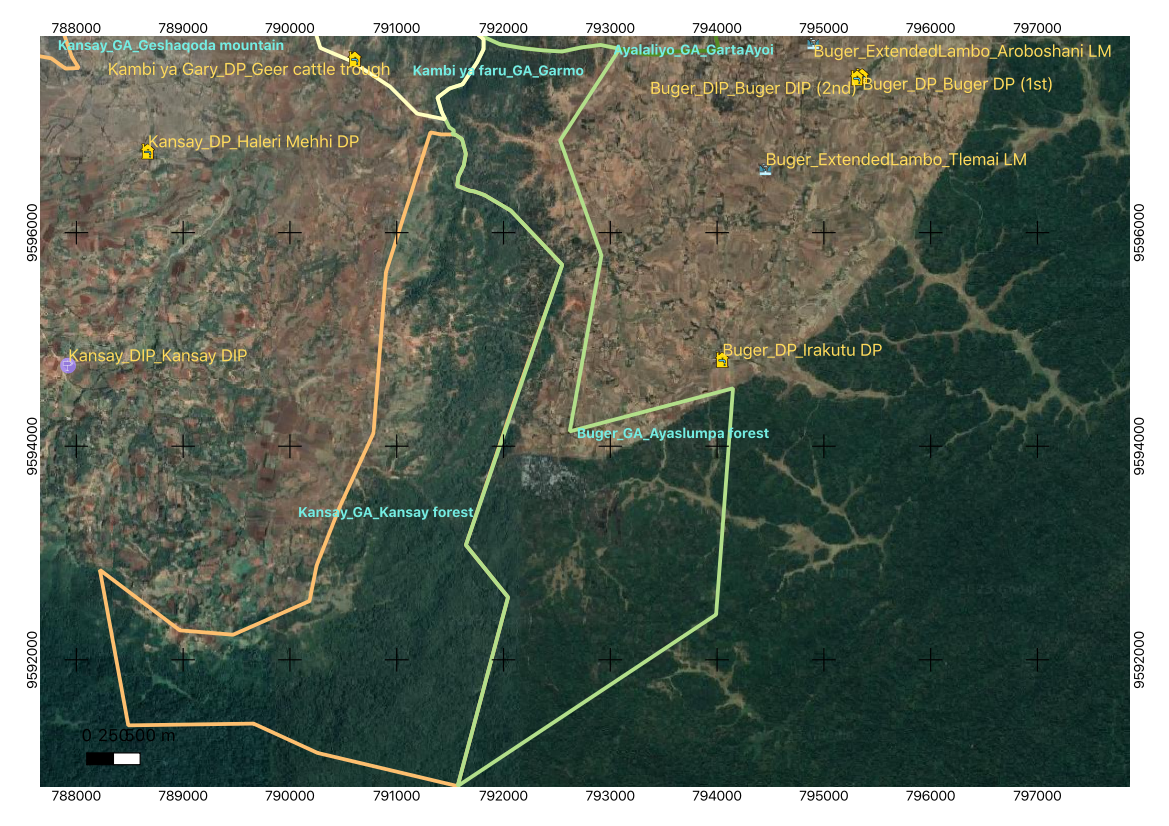 788000 789000 790000 791000 792000 793000 794000 795000 796000 797000
Kansay_GA_Geshaqoda mountain
Ayalaliyo_GA_GartaAyoi
Buger_ExtendedLambo_Aroboshani LM
Kambi ya Gary_DP_Geer cattle trough
Kambi ya faru_GA_Garmo
Buger_DIP_Buger DIP (2nd)
Buger_DP_Buger DP (1st)
Kansay_DP_Haleri Mehhi DP
Buger_ExtendedLambo_Tlemai LM
9596000
9596000
Kansay_DIP_Kansay DIP
Buger_DP_Irakutu DP
Buger_GA_Ayaslumpa forest
9594000
9594000
Kansay_GA_Kansay forest
9592000
9592000
0 250 500 m
788000 789000 790000 791000 792000 793000 794000 795000 796000 797000